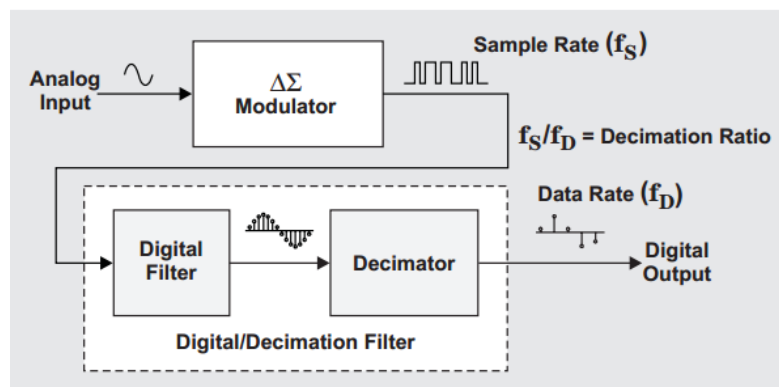 Sample Rate (fS)
Analog
Input
ΔΣ
Modulator
fS/fD = Decimation Ratio
Data Rate (fD)
Digital
Filter
Decimator
Digital
Output
Digital/Decimation Filter